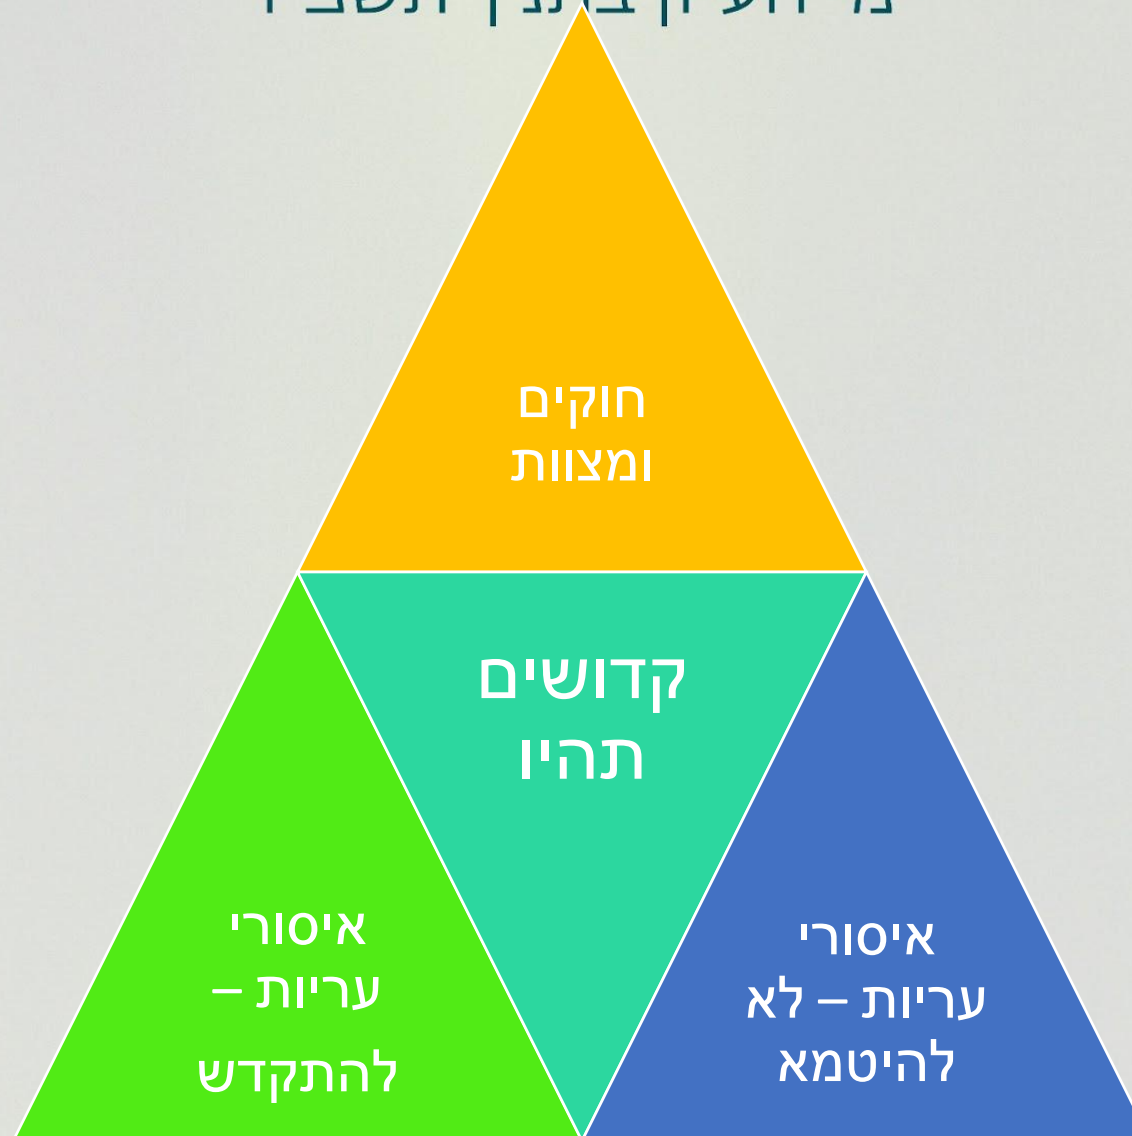 חוקים
ומצוות
קדושים
תהיו
איסורי
עריות – לא
להיטמא
איסורי
עריות –
להתקדש